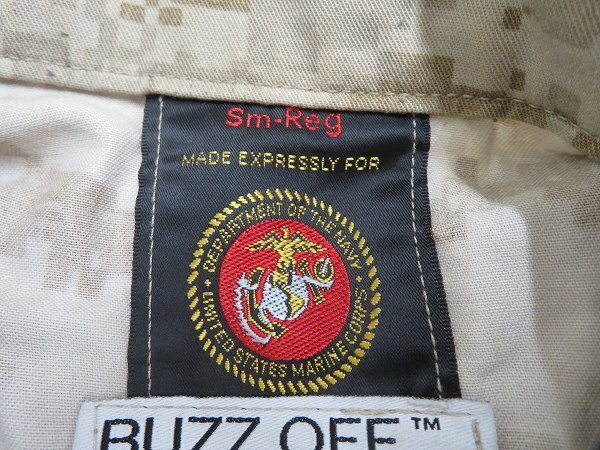 Sm-Reg
MADE EXPRESSLY FOR
DEPARTMENT OF THE NAVY
UNITED STATES MARINE CORPS
BUZZ OFF™